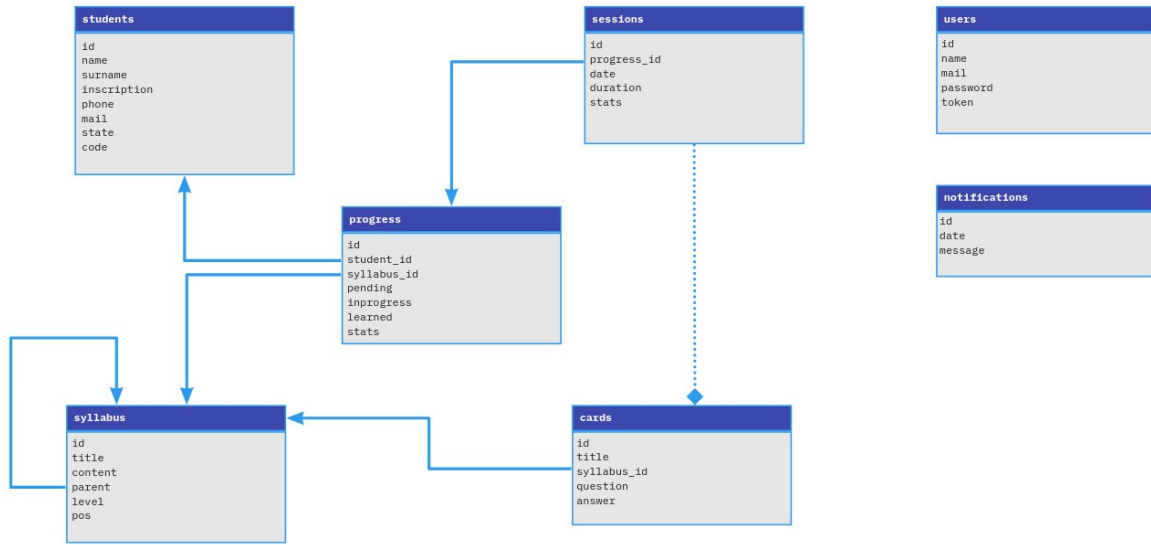 students
id
name
surname
inscription
phone
mail
state
code
sessions
id
progress_id
date
duration
stats
users
id
name
mail
password
token
notifications
id
date
message
progress
id
student_id
syllabus_id
pending
inprogress
learned
stats
syllabus
id
title
content
parent
level
pos
cards
id
title
syllabus_id
question
answer